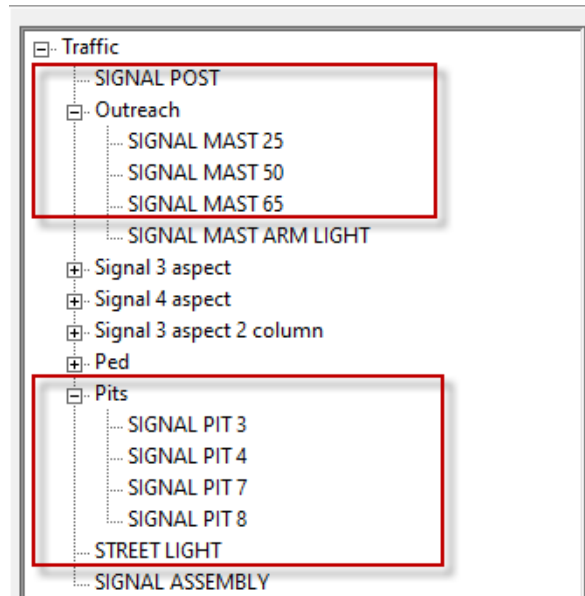 Traffic
SIGNAL POST
Outreach
SIGNAL MAST 25
SIGNAL MAST 50
SIGNAL MAST 65
SIGNAL MAST ARM LIGHT
Signal 3 aspect
Signal 4 aspect
Signal 3 aspect 2 column
Ped
Pits
SIGNAL PIT 3
SIGNAL PIT 4
SIGNAL PIT 7
SIGNAL PIT 8
STREET LIGHT
SIGNAL ASSEMBLY